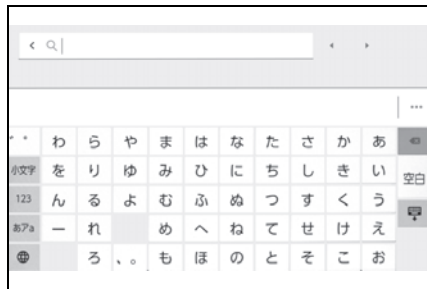 …
゛゜ わ ら や ま は な た さ か あ
小文字 を り ゆ み ひ に ち し き い 空白
123 ん る よ む ふ ぬ つ す く う
あアa ー れ め へ ね て せ け え
ろ 、。 も ほ の と そ こ お